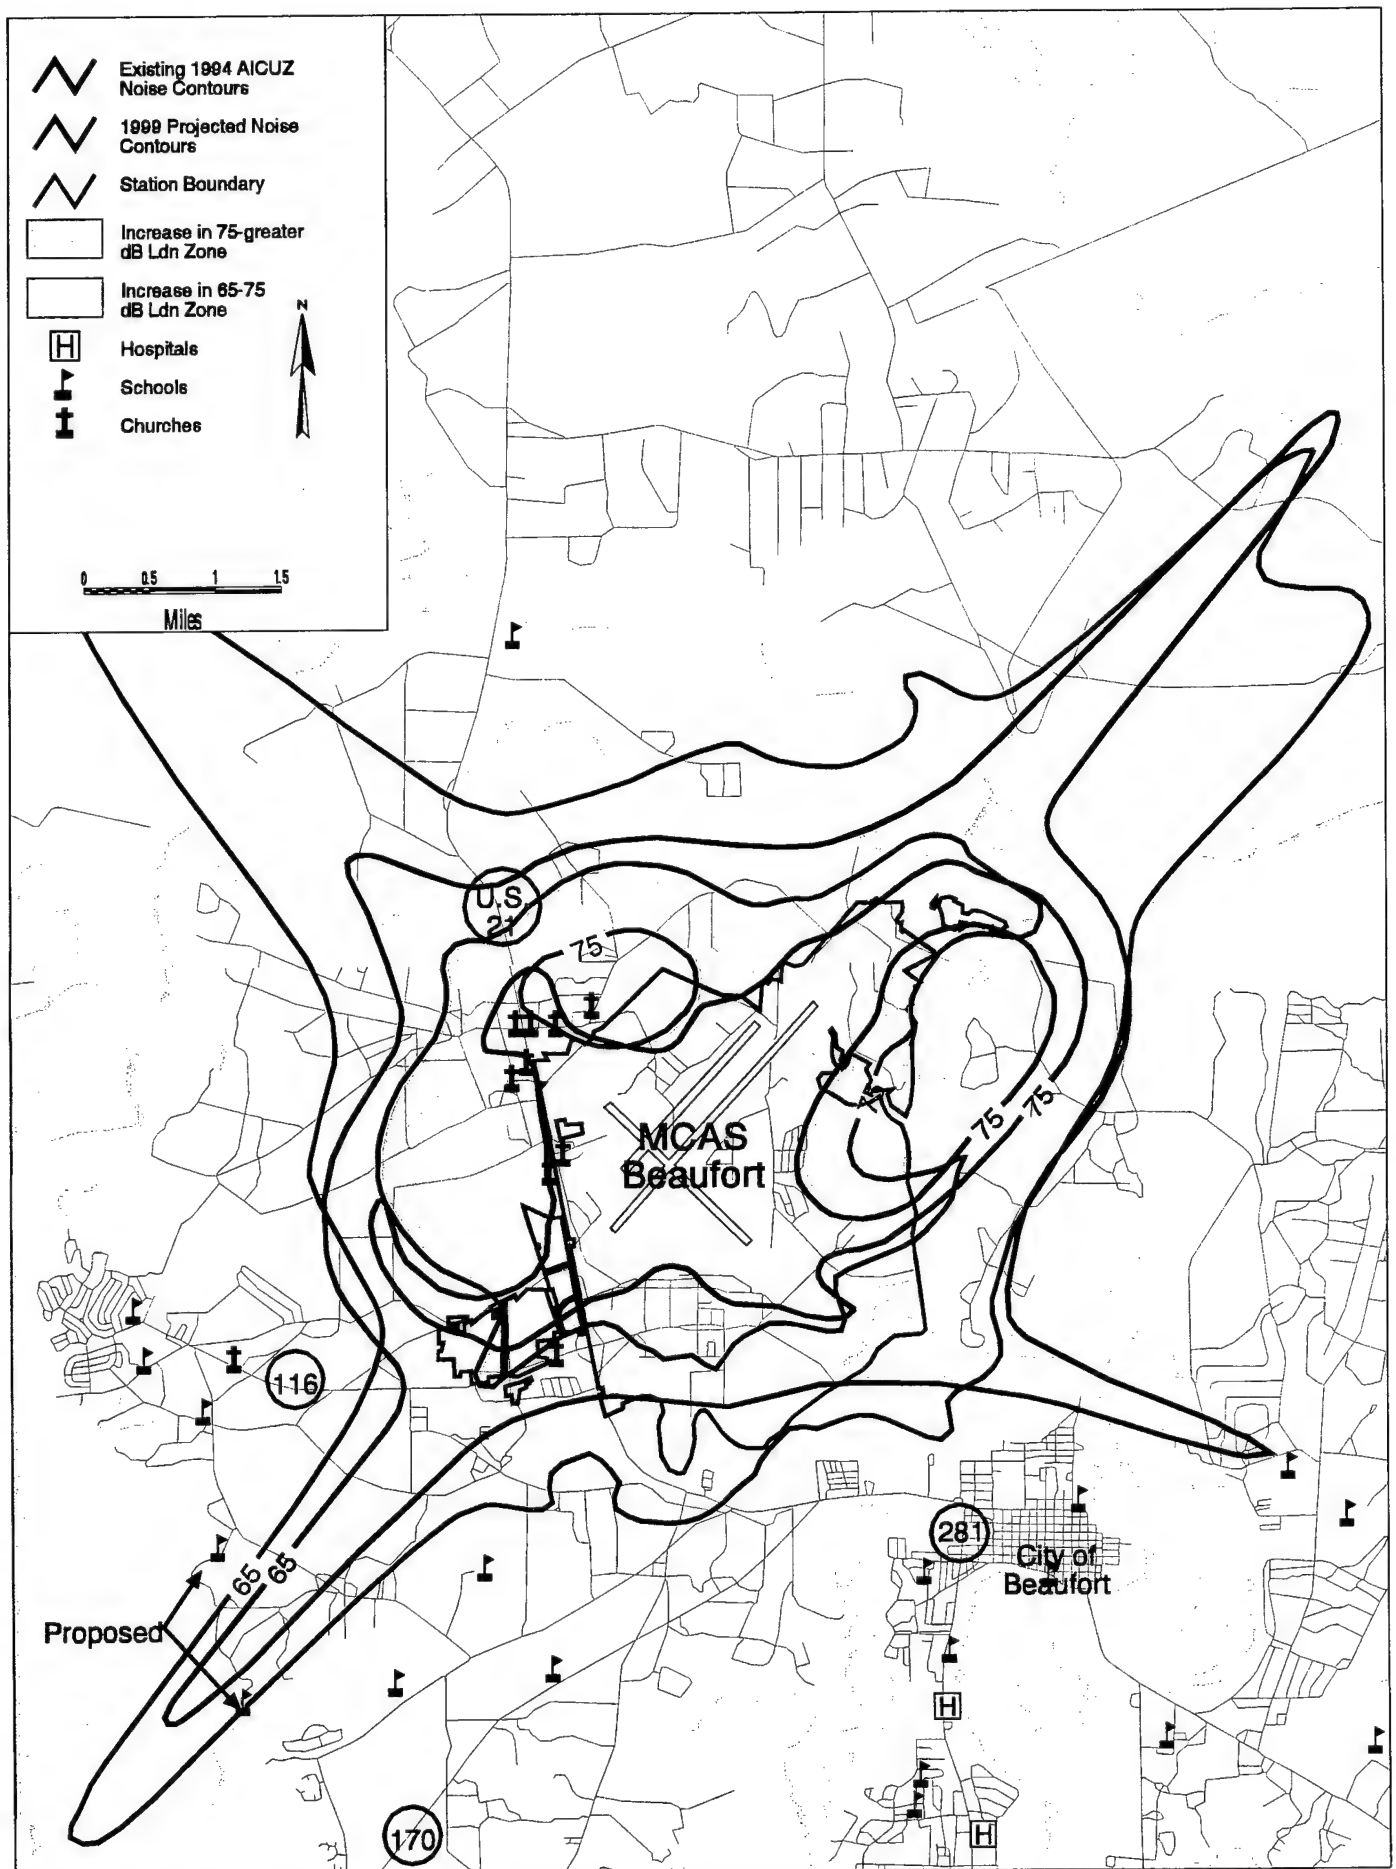 Existing 1994 AICUZ
Noise Contours
1999 Projected Noise
Contours
Station Boundary
Increase in 75-greater
dB Ldn Zone
Increase in 65-75
dB Ldn Zone
N
H
Hospitals
Schools
Churches
0 0.5 1 1.5
Miles
U.S.
21
75
75
75
MCAS
Beaufort
116
65
65
281
City of
Beaufort
Proposed
H
170
H